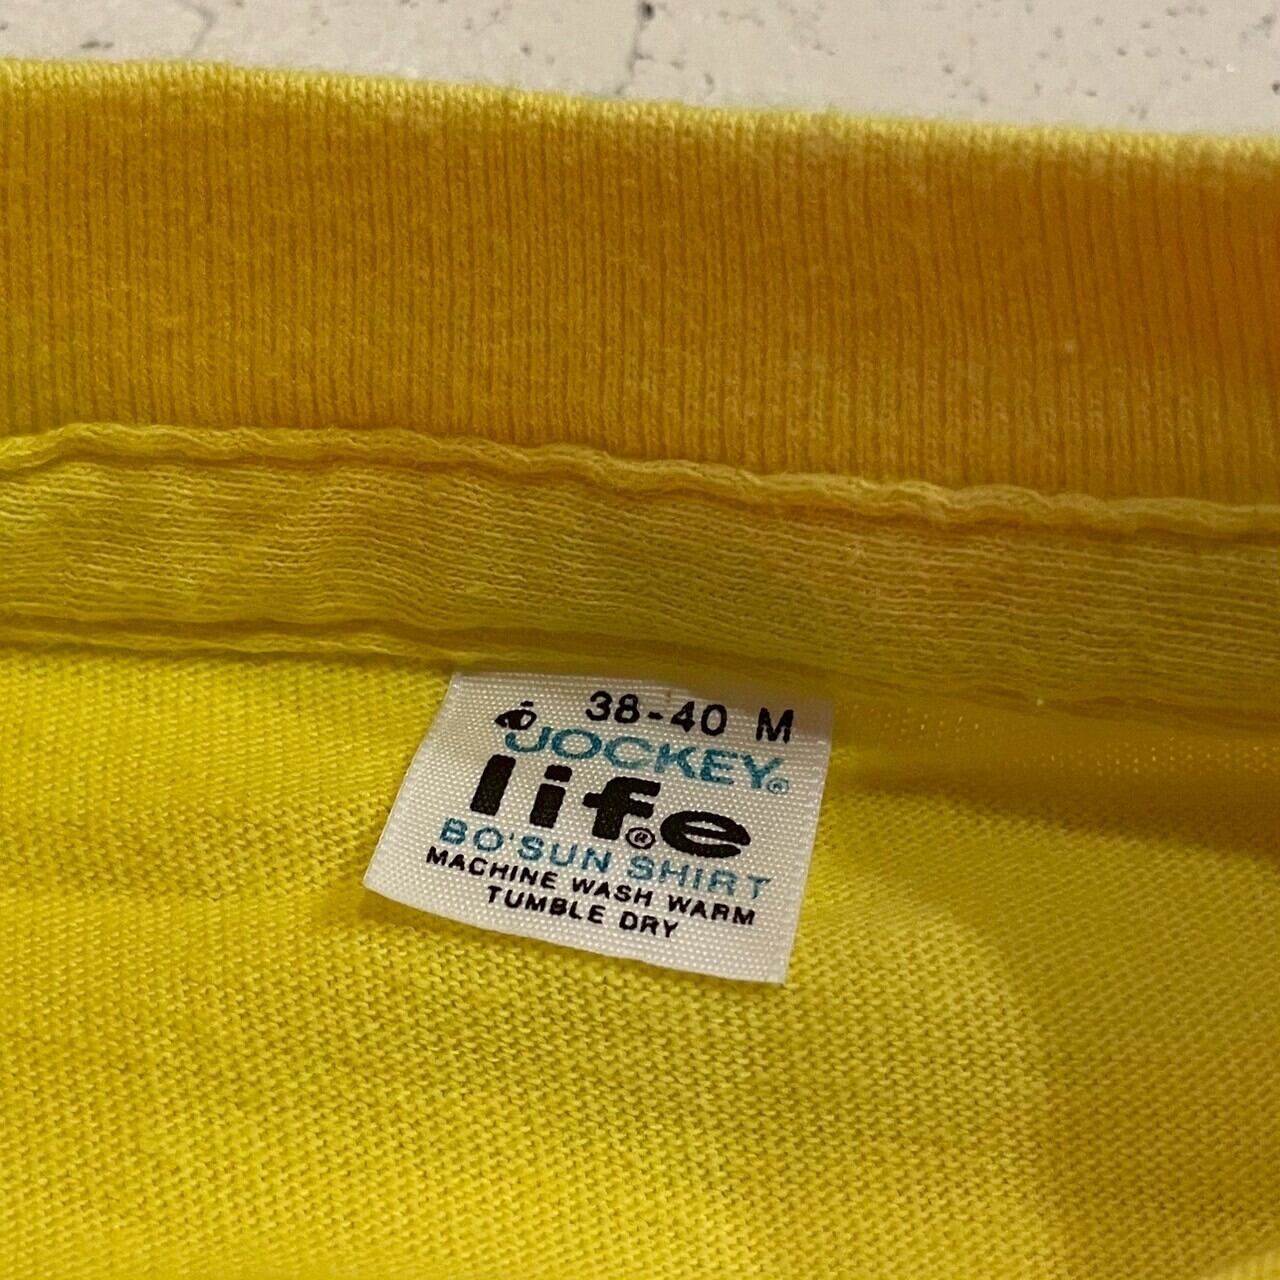 38-40 M
JOCKEY®
life®
BO'SUN SHIRT
MACHINE WASH WARM
TUMBLE DRY